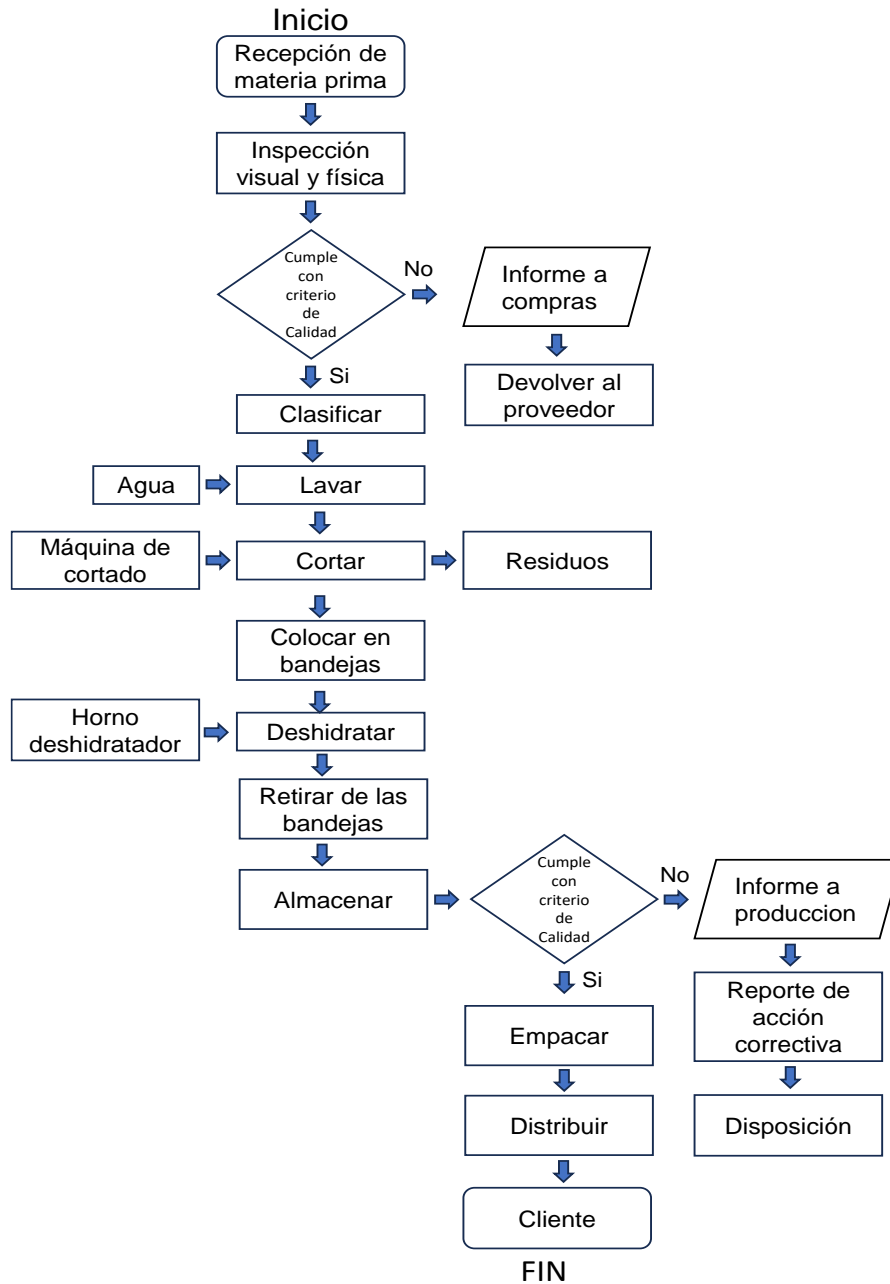 Inicio
Recepción de
materia prima
Inspección
visual y física
Cumple
con
criterio
de
Calidad
No
Informe a
compras
Si
Devolver al
proveedor
Clasificar
Agua
Lavar
Máquina de
cortado
Cortar
Residuos
Colocar en
bandejas
Horno
deshidratador
Deshidratar
Retirar de las
bandejas
Almacenar
Cumple
con
criterio
de
Calidad
No
Informe a
produccion
Si
Reporte de
acción
correctiva
Empacar
Distribuir
Disposición
Cliente
FIN